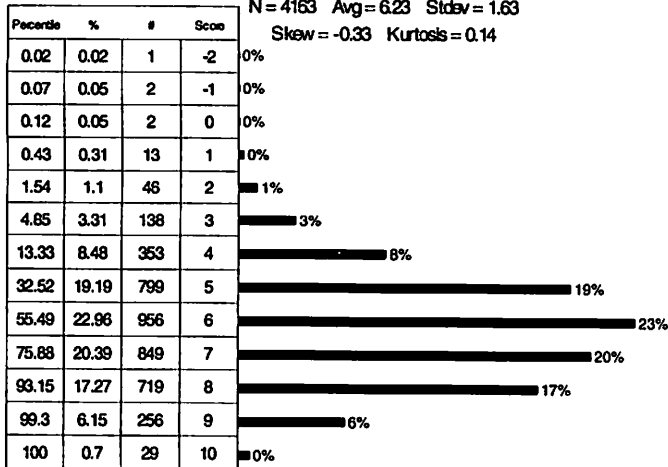 N = 4163 Avg = 6.23 Stdev = 1.63
Skew = -0.33 Kurtosis = 0.14
Pecentile % # Score
0.02 0.02 1 -2 0%
0.07 0.05 2 -1 0%
0.12 0.05 2 0 0%
0.43 0.31 13 1 0%
1.54 1.1 46 2 1%
4.85 3.31 138 3 3%
13.33 8.48 353 4 8%
32.52 19.19 799 5 19%
55.49 22.96 956 6 23%
75.88 20.39 849 7 20%
93.15 17.27 719 8 17%
99.3 6.15 256 9 6%
100 0.7 29 10 0%